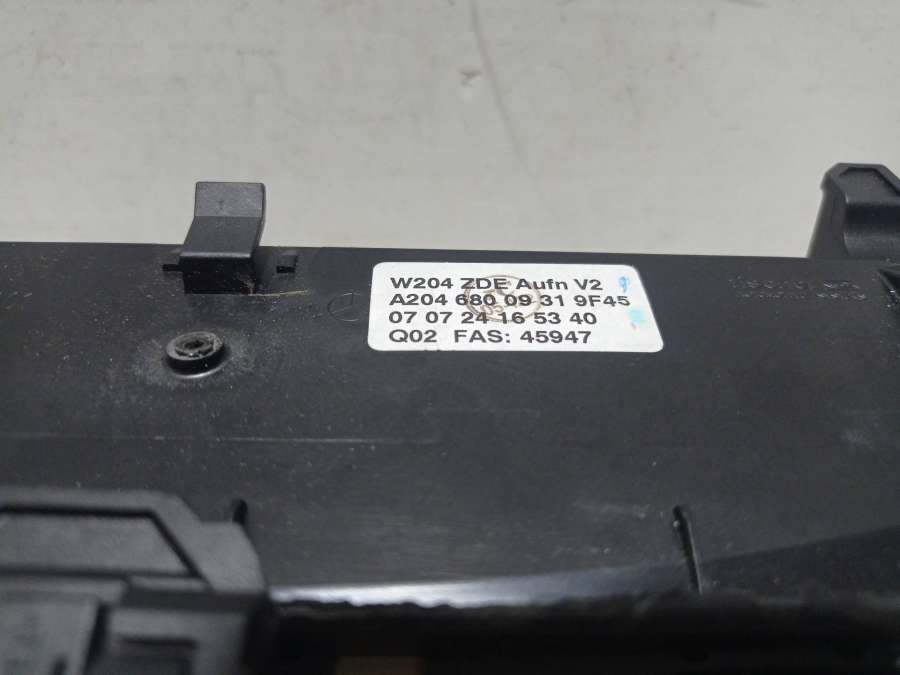 W204 ZDE Aufn V2
A204 680 09 31 9F45
07 07 24 16 53 40
Q02 FAS: 45947